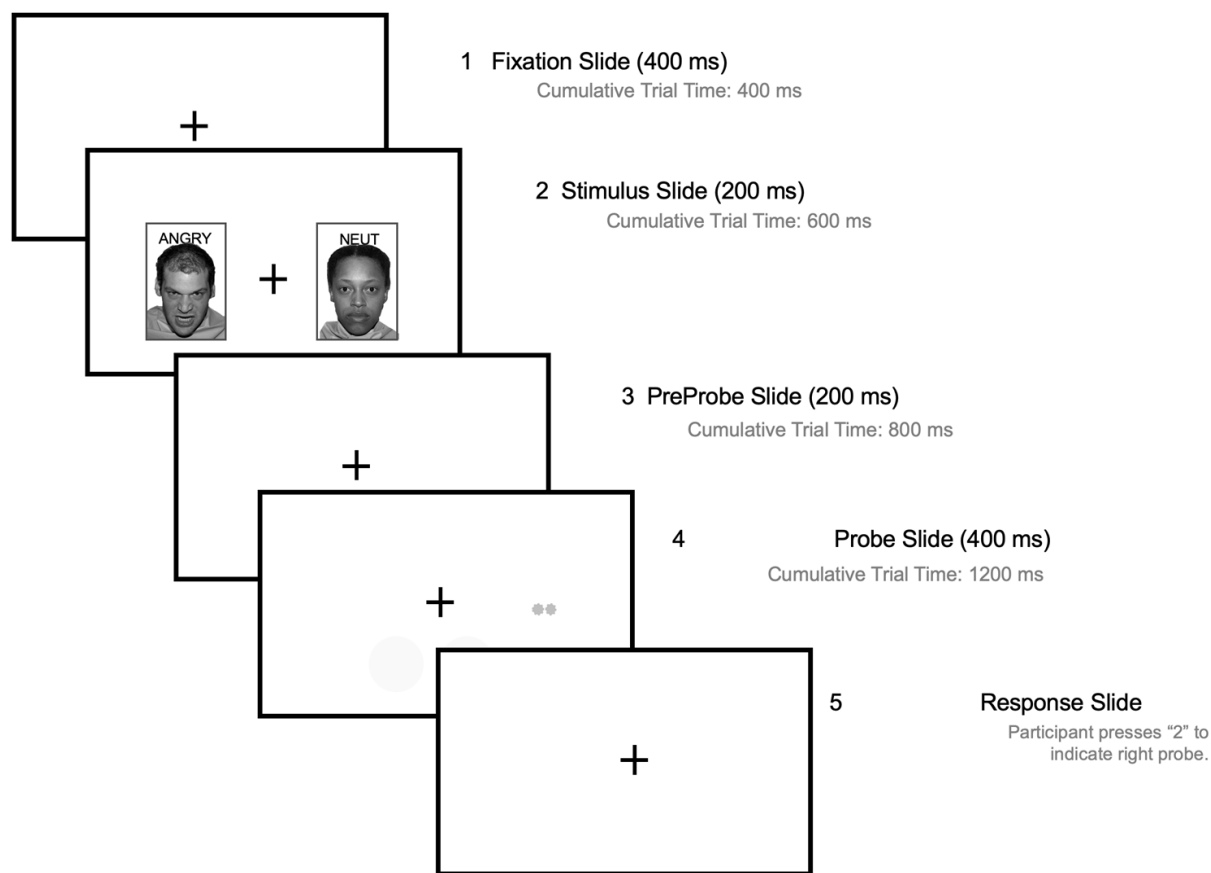 1 Fixation Slide (400 ms)
Cumulative Trial Time: 400 ms
2 Stimulus Slide (200 ms)
Cumulative Trial Time: 600 ms
ANGRY
NEUT
3 PreProbe Slide (200 ms)
Cumulative Trial Time: 800 ms
4 Probe Slide (400 ms)
Cumulative Trial Time: 1200 ms
5 Response Slide
Participant presses “2” to
indicate right probe.